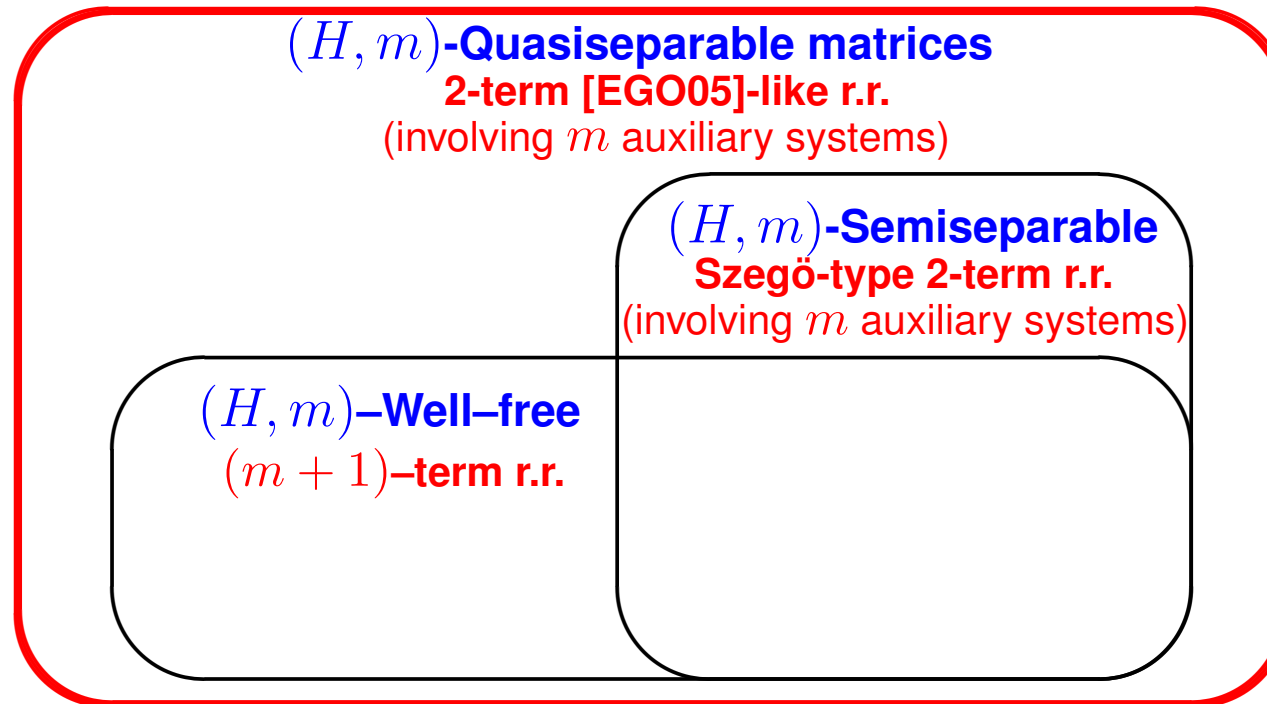 (H, m)-Quasiseparable matrices
2-term [EGO05]-like r.r.
(involving m auxiliary systems)
(H, m)-Semiseparable
Szegö-type 2-term r.r.
(involving m auxiliary systems)
(H, m)–Well–free
(m + 1)–term r.r.